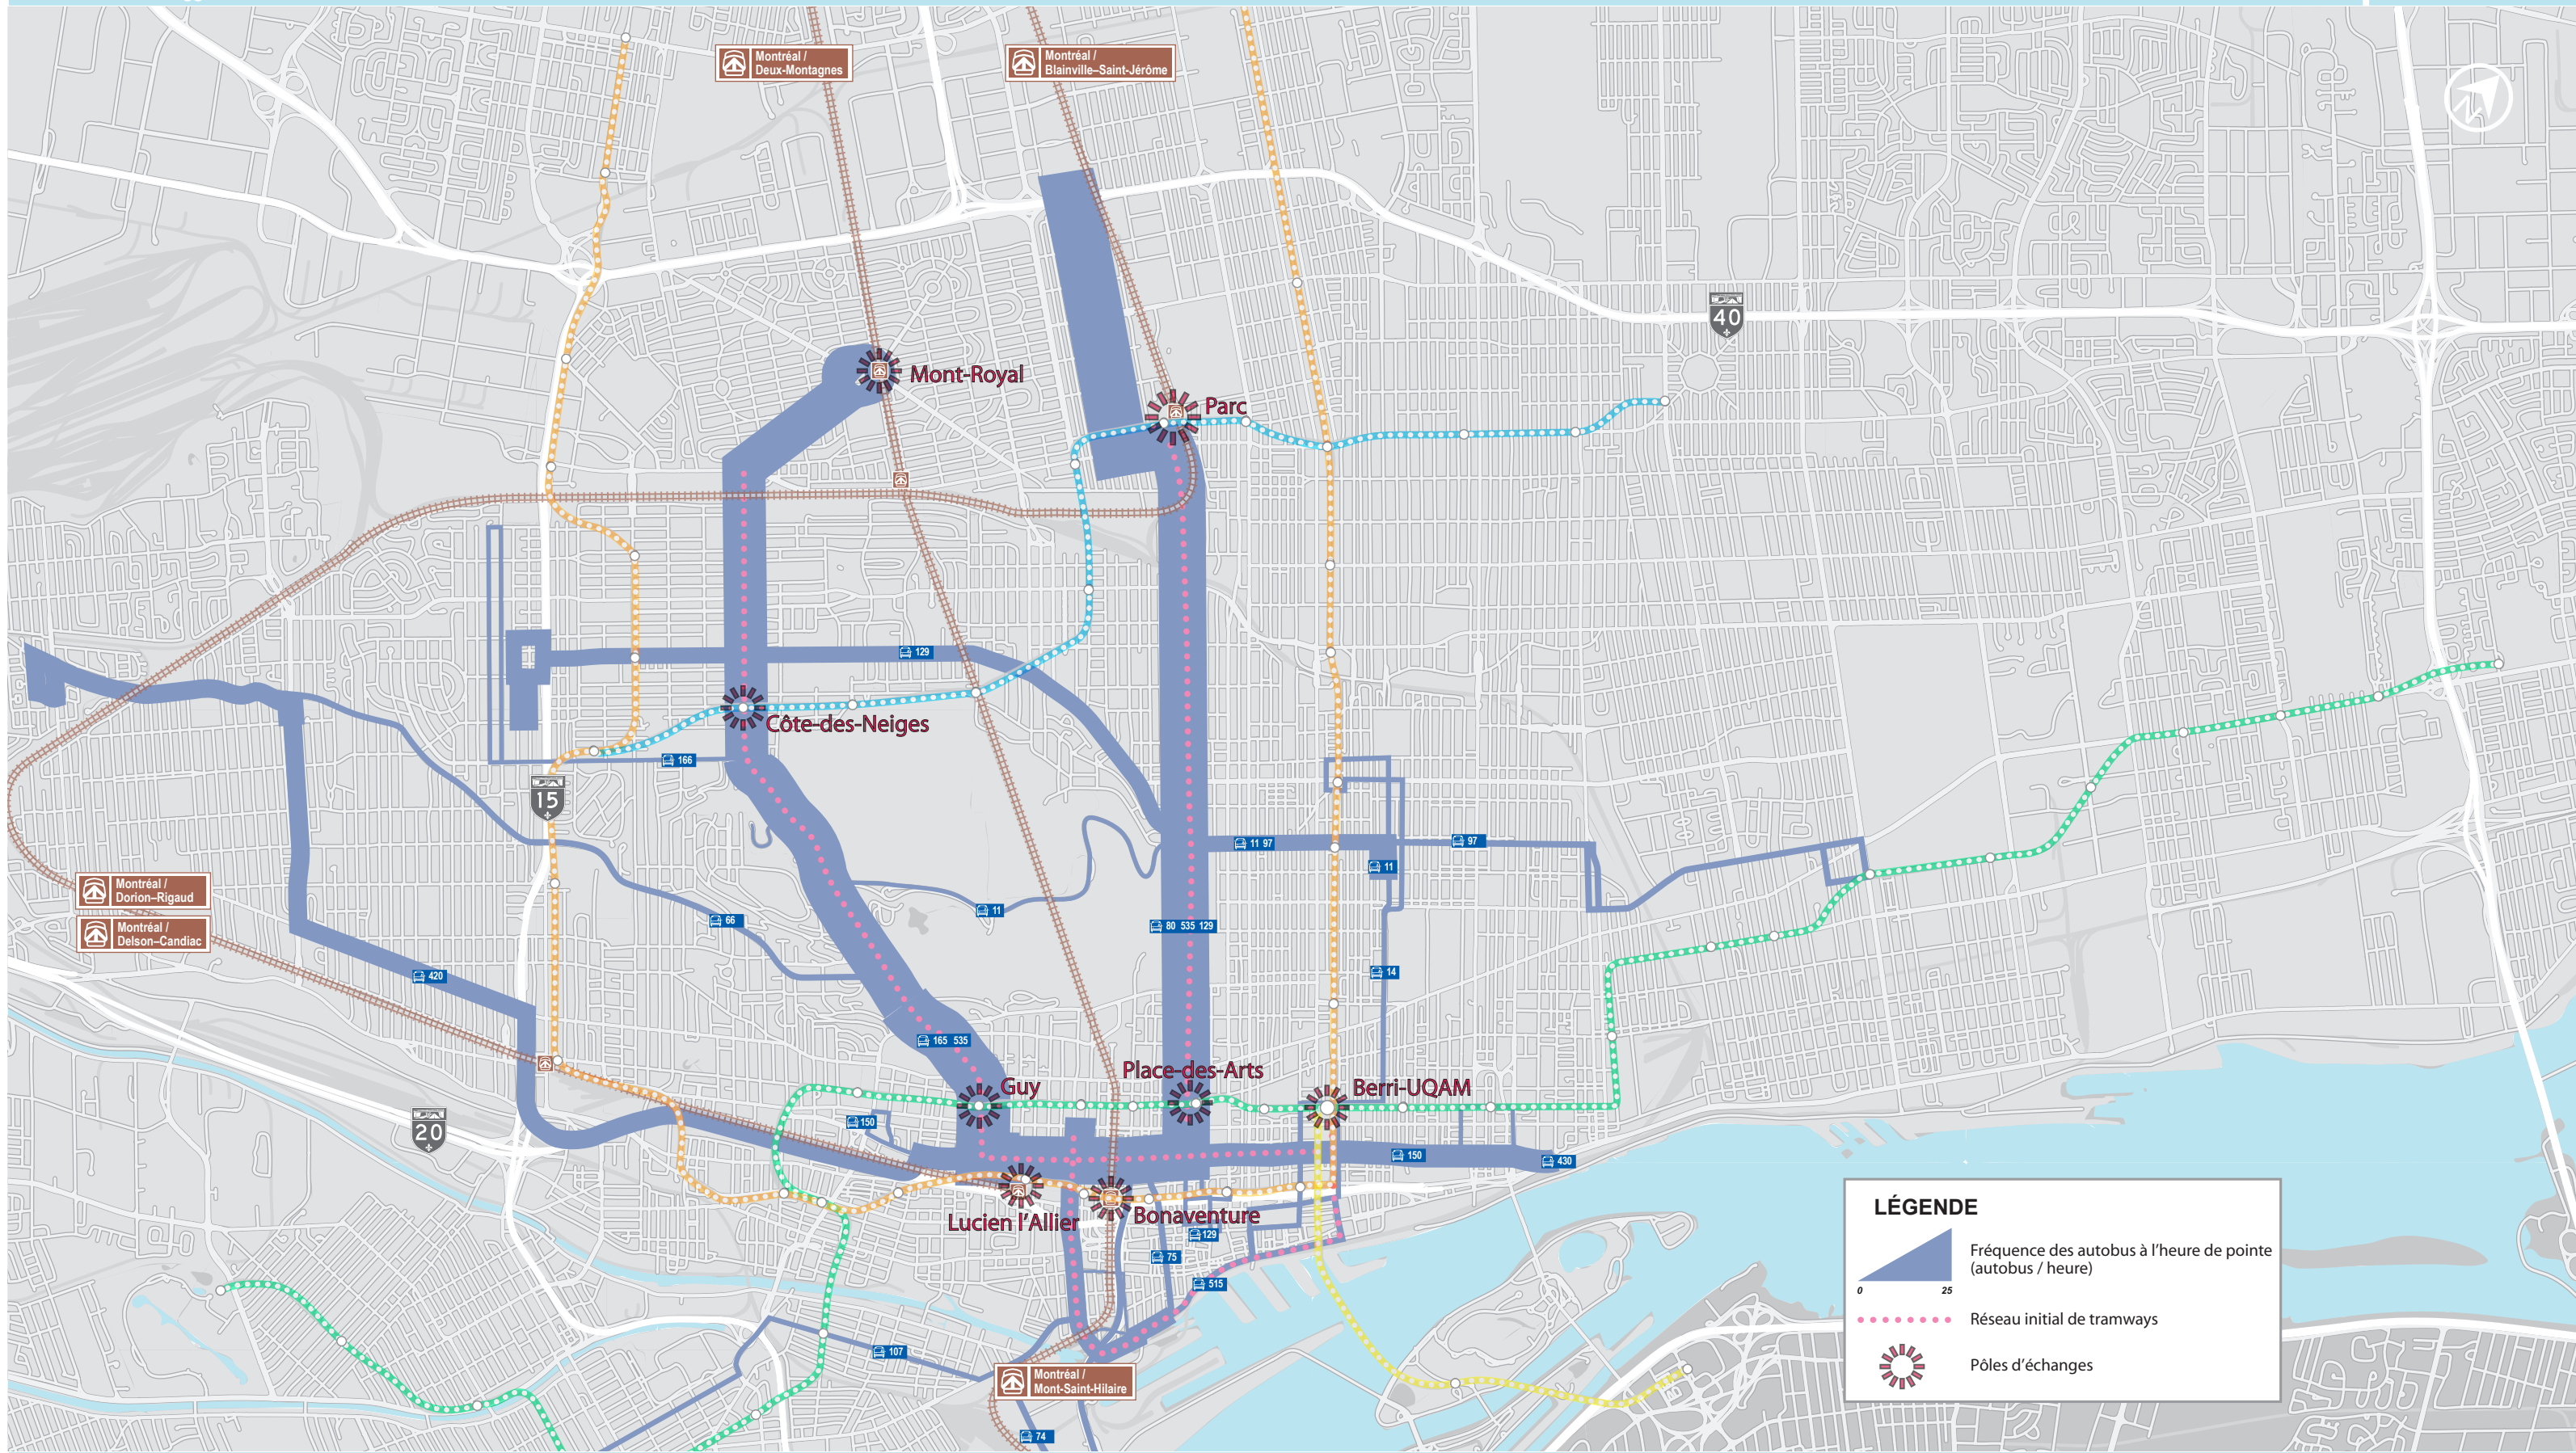 Montréal /
Deux-Montagnes
Montréal /
Blainville–Saint-Jérôme
40
Mont-Royal
Parc
129
Côte-des-Neiges
166
15
11 97
97
11
Montréal /
Dorion–Rigaud
Montréal /
Delson–Candiac
66
11
80 535 129
14
420
165 535
Guy
Place-des-Arts
Berri-UQAM
20
150
150
430
Lucien l'Allier
Bonaventure
129
75
515
107
Montréal /
Mont-Saint-Hilaire
74
LÉGENDE
Fréquence des autobus à l'heure de pointe
(autobus / heure)
0 25
Réseau initial de tramways
Pôles d'échanges